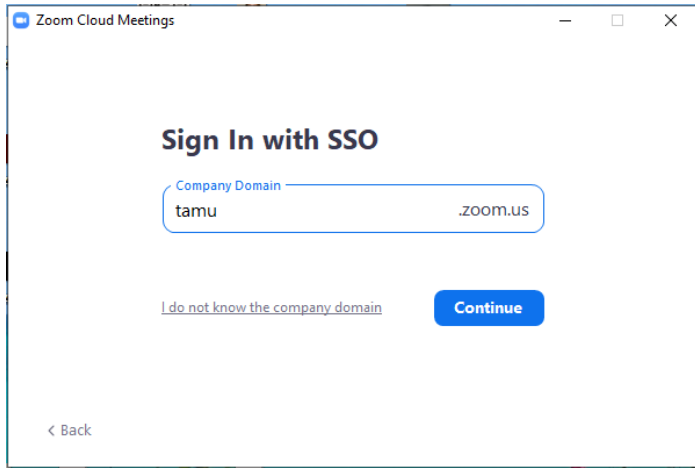 Zoom Cloud Meetings
Sign In with SSO
Company Domain
tamu .zoom.us
I do not know the company domain Continue
< Back